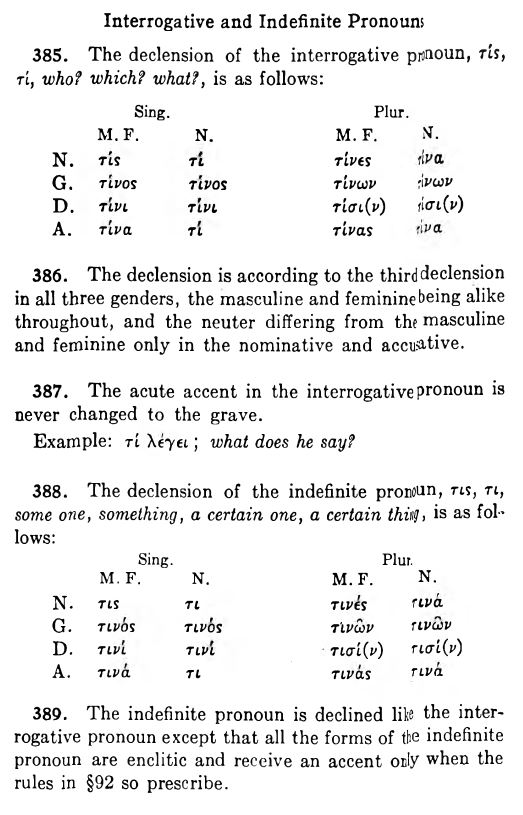 Interrogative and Indefinite Pronouns
385. The declension of the interrogative pronoun, τίς,
τί, who? which? what?, is as follows:
Sing. Plur.
M. F. N. M. F. N.
N. τίς τί τίνες τίνα
G. τίνος τίνος τίνων τίνων
D. τίνι τίνι τίσι(ν) τίσι(ν)
A. τίνα τί τίνας τίνα
386. The declension is according to the third declension
in all three genders, the masculine and feminine being alike
throughout, and the neuter differing from the masculine
and feminine only in the nominative and accusative.
387. The acute accent in the interrogative pronoun is
never changed to the grave.
Example: τί λέγει; what does he say?
388. The declension of the indefinite pronoun, τις, τι,
some one, something, a certain one, a certain thing, is as fol-
lows:
Sing. Plur.
M. F. N. M. F. N.
N. τις τι τινές τινά
G. τινός τινός τινῶν τινῶν
D. τινί τινί τισί(ν) τισί(ν)
A. τινά τι τινάς τινά
389. The indefinite pronoun is declined like the inter-
rogative pronoun except that all the forms of the indefinite
pronoun are enclitic and receive an accent only when the
rules in §92 so prescribe.